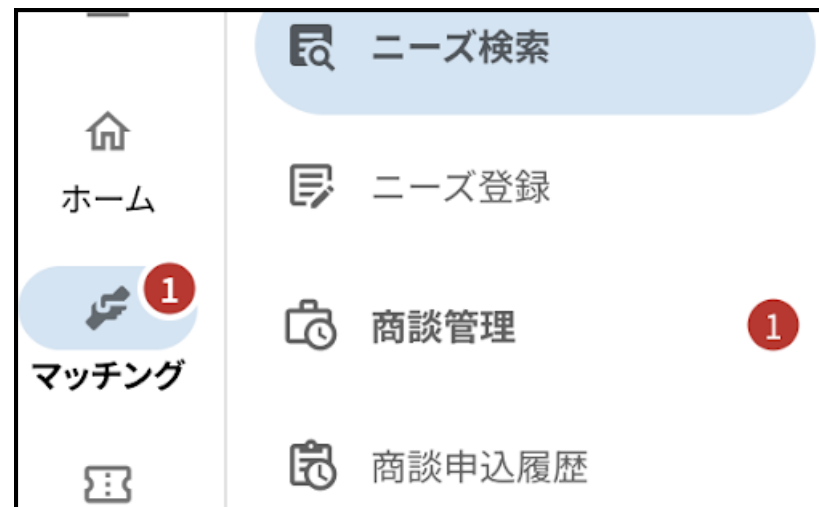 ホーム
1
マッチング
ニーズ検索
ニーズ登録
商談管理
1
商談申込履歴